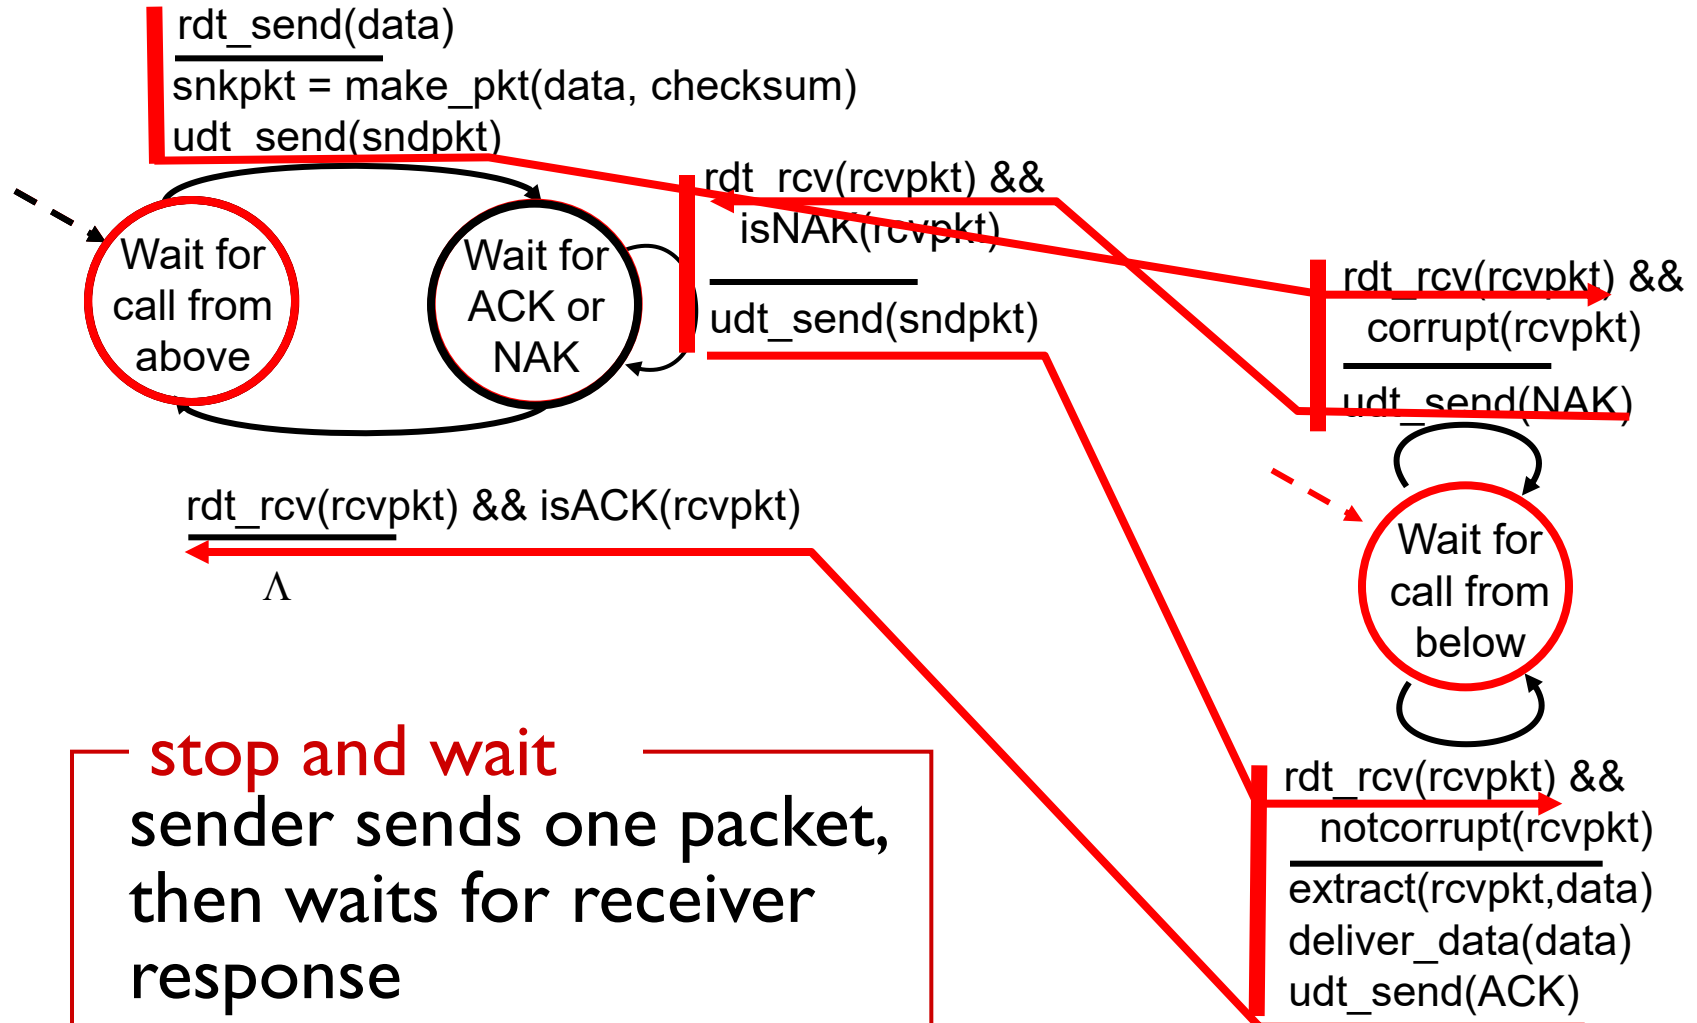 rdt_send(data)
snkpkt = make_pkt(data, checksum)
udt_send(sndpkt)
rdt_rcv(rcvpkt) &&
isNAK(rcvpkt)
udt_send(sndpkt)
Wait for
call from
above
Wait for
ACK or
NAK
rdt_rcv(rcvpkt) && isACK(rcvpkt)
Λ
rdt_rcv(rcvpkt) &&
corrupt(rcvpkt)
udt_send(NAK)
Wait for
call from
below
rdt_rcv(rcvpkt) &&
notcorrupt(rcvpkt)
extract(rcvpkt,data)
deliver_data(data)
udt_send(ACK)
stop and wait
sender sends one packet,
then waits for receiver
response